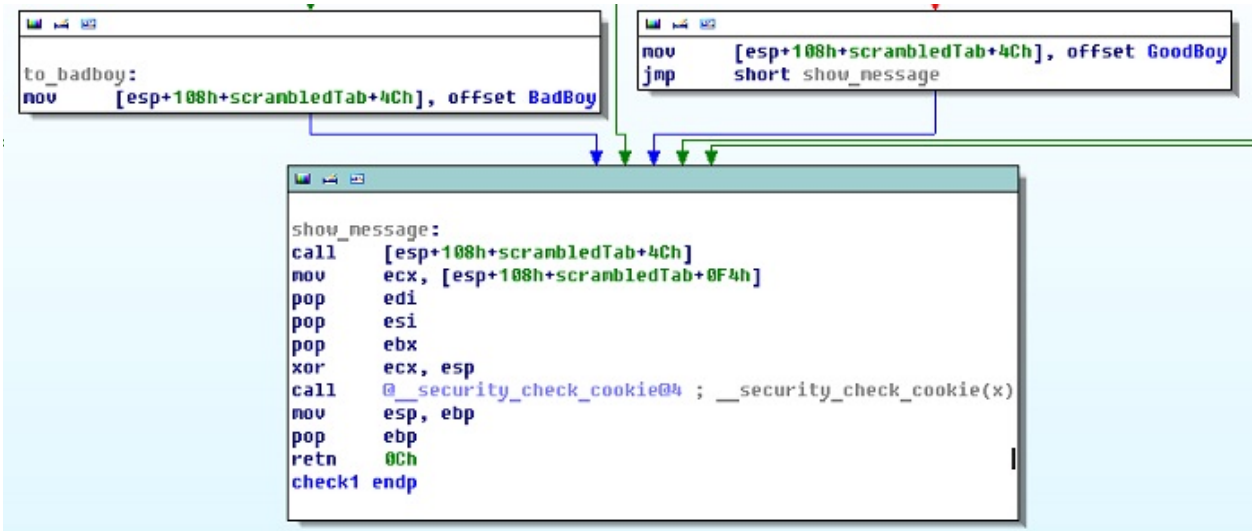 to_badboy:
mov [esp+108h+scrambledTab+4Ch], offset BadBoy
mov [esp+108h+scrambledTab+4Ch], offset GoodBoy
jmp short show_message
show_message:
call [esp+108h+scrambledTab+4Ch]
mov ecx, [esp+108h+scrambledTab+0F4h]
pop edi
pop esi
pop ebx
xor ecx, esp
call @__security_check_cookie@4 ; __security_check_cookie(x)
mov esp, ebp
pop ebp
retn 0Ch
check1 endp